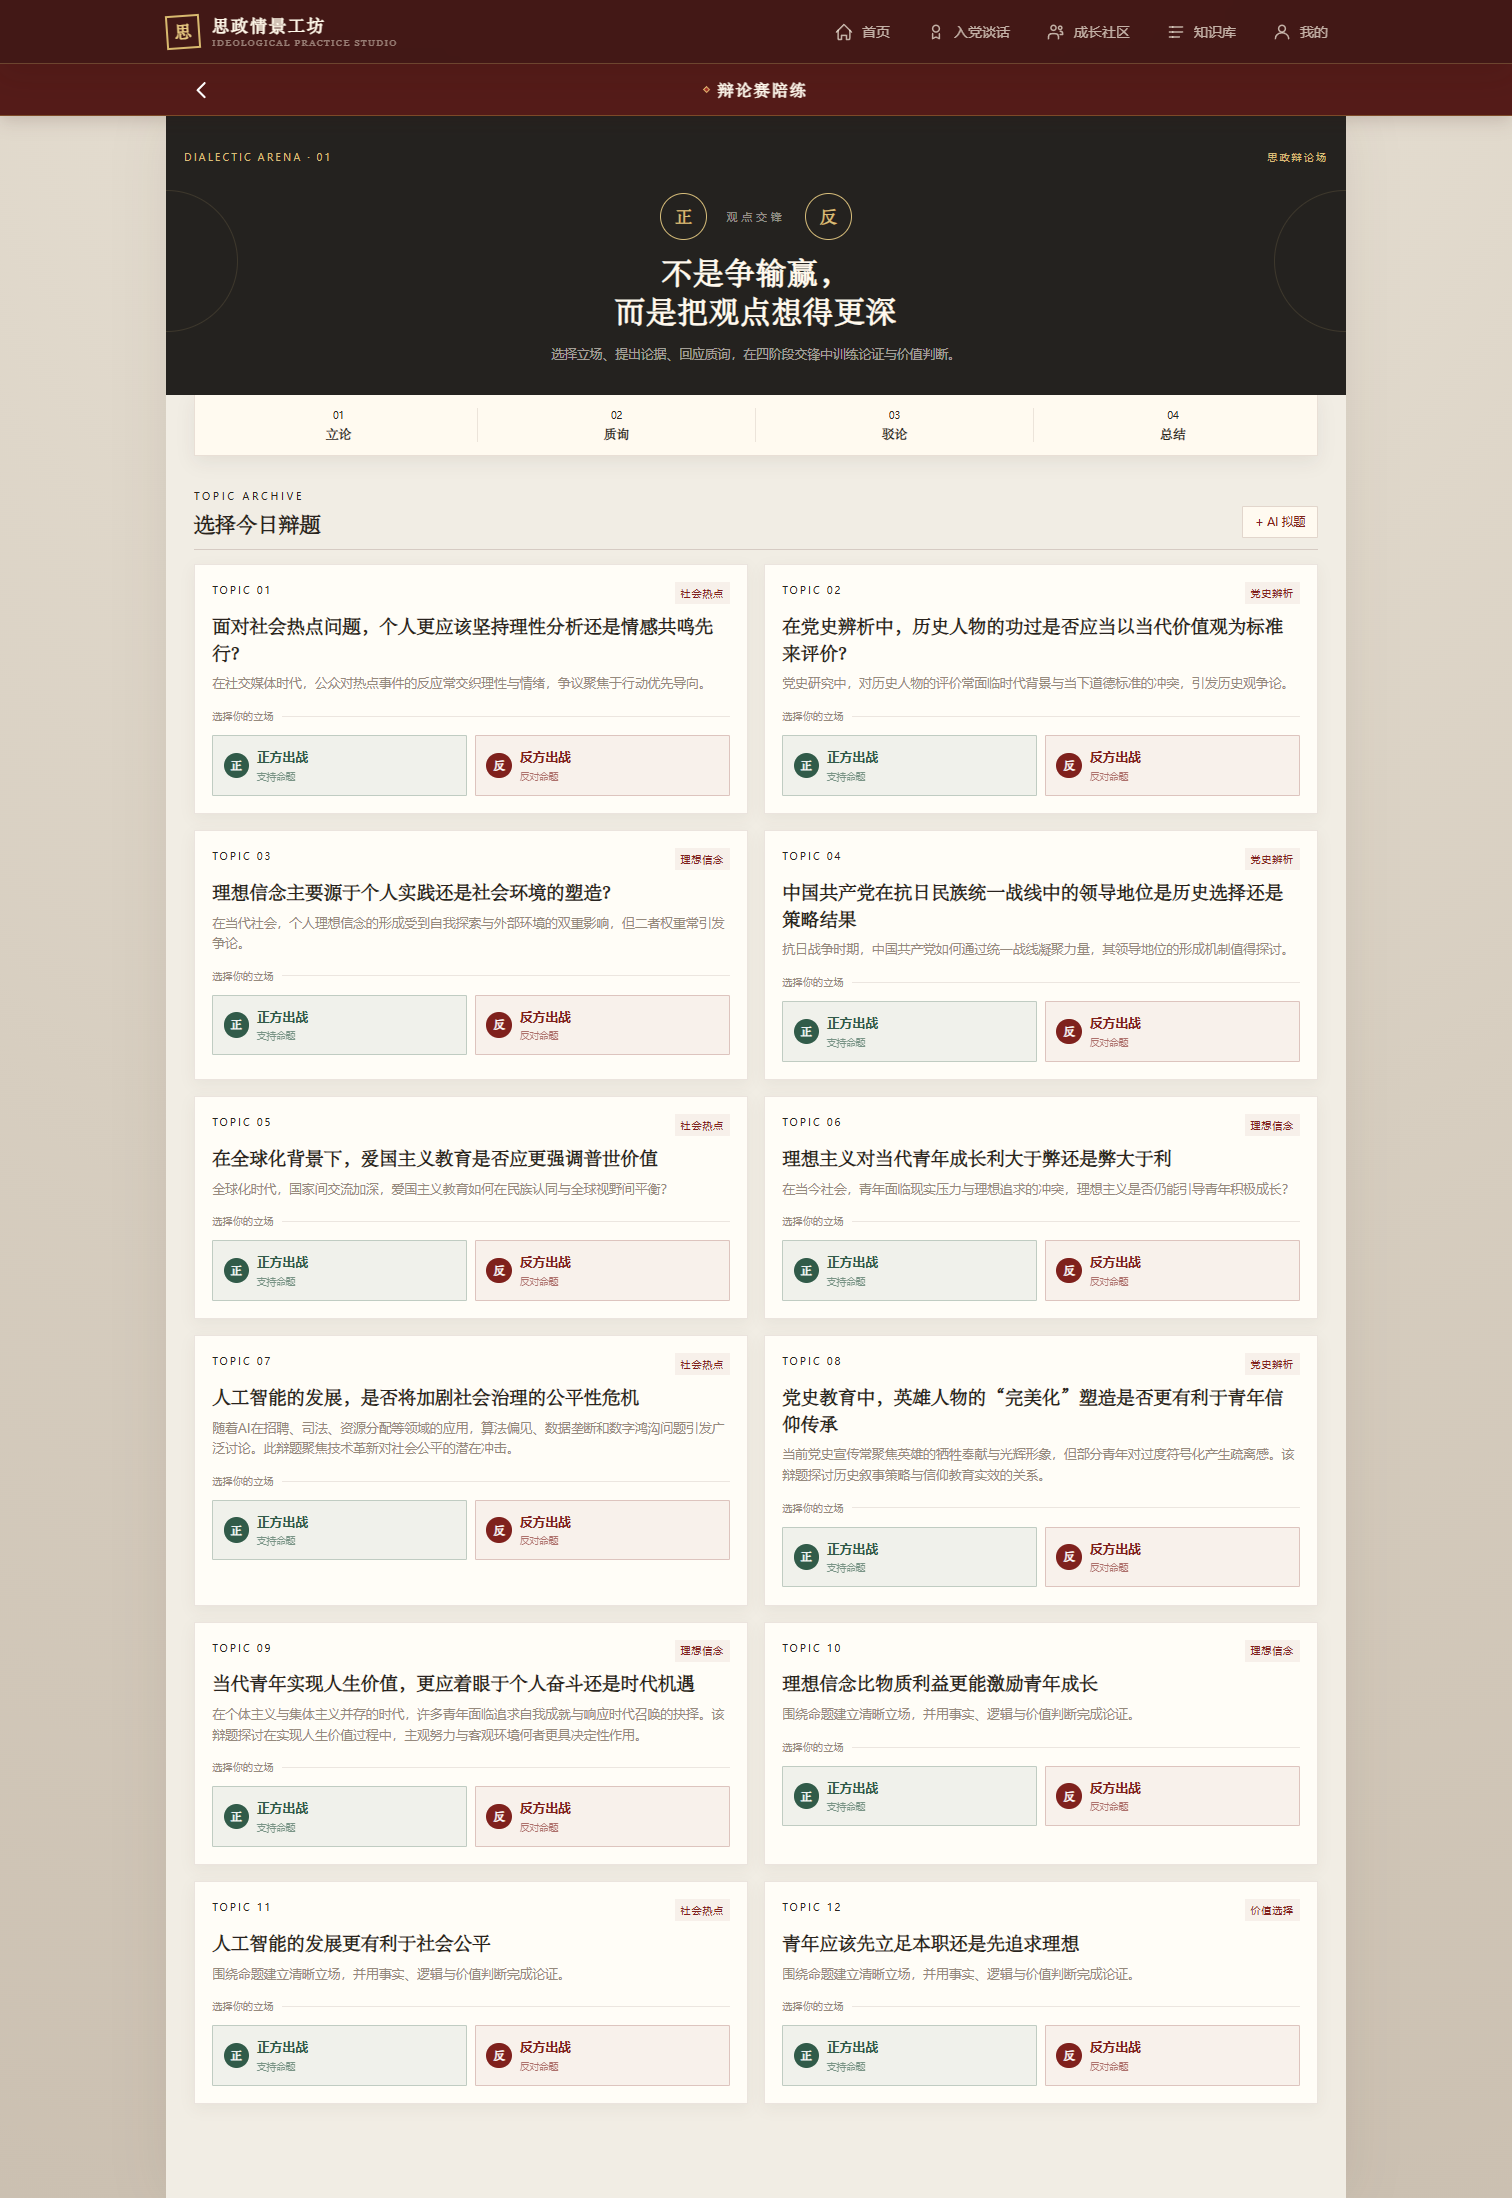 思 思政情景工坊
IDEOLOGICAL PRACTICE STUDIO
首页 入党谈话 成长社区 知识库 我的
辩论赛陪练
DIALECTIC ARENA · 01
思政辩论场
正 观点交锋 反
不是争输赢，
而是把观点想得更深
选择立场、提出论据、回应质询，在四阶段交锋中训练论证与价值判断。
01 02 03 04
立论 质询 驳论 总结
TOPIC ARCHIVE
选择今日辩题
+ AI 拟题
TOPIC 01
社会热点
面对社会热点问题，个人更应该坚持理性分析还是情感共鸣先
行？
在社交媒体时代，公众对热点事件的反应常交织理性与情绪，争议聚焦于行动优先导向。
选择你的立场
正 正方出战
支持命题
反 反方出战
反对命题
TOPIC 02
党史辨析
在党史辨析中，历史人物的功过是否应当以当代价值观为标准
来评价？
党史研究中，对历史人物的评价常面临时代背景与当下道德标准的冲突，引发历史观争论。
选择你的立场
正 正方出战
支持命题
反 反方出战
反对命题
TOPIC 03
理想信念
理想信念主要源于个人实践还是社会环境的塑造？
在当代社会，个人理想信念的形成受到自我探索与外部环境的双重影响，但二者权重常引发
争论。
选择你的立场
正 正方出战
支持命题
反 反方出战
反对命题
TOPIC 04
党史辨析
中国共产党在抗日民族统一战线中的领导地位是历史选择还是
策略结果
抗日战争时期，中国共产党如何通过统一战线凝聚力量，其领导地位的形成机制值得探讨。
选择你的立场
正 正方出战
支持命题
反 反方出战
反对命题
TOPIC 05
社会热点
在全球化背景下，爱国主义教育是否应更强调普世价值
全球化时代，国家间交流加深，爱国主义教育如何在民族认同与全球视野间平衡？
选择你的立场
正 正方出战
支持命题
反 反方出战
反对命题
TOPIC 06
理想信念
理想主义对当代青年成长利大于弊还是弊大于利
在当今社会，青年面临现实压力与理想追求的冲突，理想主义是否仍能引导青年积极成长？
选择你的立场
正 正方出战
支持命题
反 反方出战
反对命题
TOPIC 07
社会热点
人工智能的发展，是否将加剧社会治理的公平性危机
随着AI在招聘、司法、资源分配等领域的应用，算法偏见、数据垄断和数字鸿沟问题引发广
泛讨论。此辩题聚焦技术革新对社会公平的潜在冲击。
选择你的立场
正 正方出战
支持命题
反 反方出战
反对命题
TOPIC 08
党史辨析
党史教育中，英雄人物的“完美化”塑造是否更有利于青年信
仰传承
当前党史宣传常聚焦英雄的牺牲奉献与光辉形象，但部分青年对过度符号化产生疏离感。该
辩题探讨历史叙事策略与信仰教育实效的关系。
选择你的立场
正 正方出战
支持命题
反 反方出战
反对命题
TOPIC 09
理想信念
当代青年实现人生价值，更应着眼于个人奋斗还是时代机遇
在个体主义与集体主义并存的时代，许多青年面临追求自我成就与响应时代召唤的抉择。该
辩题探讨在实现人生价值过程中，主观努力与客观环境何者更具决定性作用。
选择你的立场
正 正方出战
支持命题
反 反方出战
反对命题
TOPIC 10
理想信念
理想信念比物质利益更能激励青年成长
围绕命题建立清晰立场，并用事实、逻辑与价值判断完成论证。
选择你的立场
正 正方出战
支持命题
反 反方出战
反对命题
TOPIC 11
社会热点
人工智能的发展更有利于社会公平
围绕命题建立清晰立场，并用事实、逻辑与价值判断完成论证。
选择你的立场
正 正方出战
支持命题
反 反方出战
反对命题
TOPIC 12
价值选择
青年应该先立足本职还是先追求理想
围绕命题建立清晰立场，并用事实、逻辑与价值判断完成论证。
选择你的立场
正 正方出战
支持命题
反 反方出战
反对命题